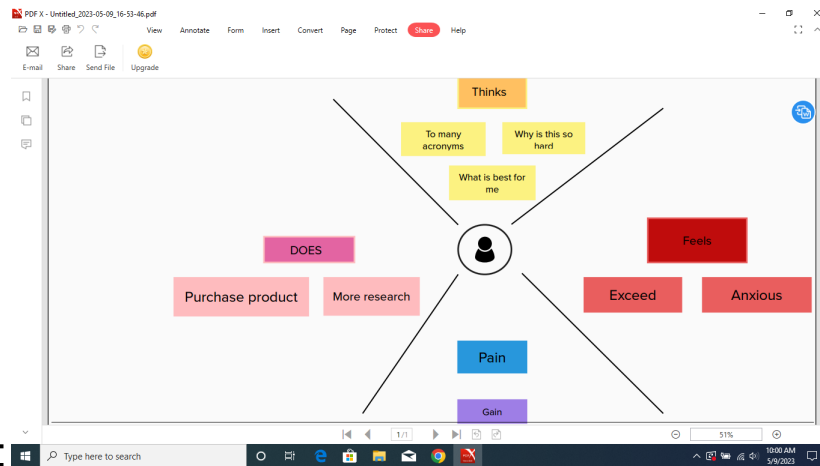 PDF X - Untitled_2023-05-09_16-53-46.pdf
View Annotate Form Insert Convert Page Protect Share Help
E-mail Share Send File Upgrade
Thinks
To many
acronyms
Why is this so
hard
What is best for
me
DOES
Feels
Purchase product
More research
Exceed
Anxious
Pain
Gain
1/1
51%
Type here to search
10:00 AM
5/9/2023